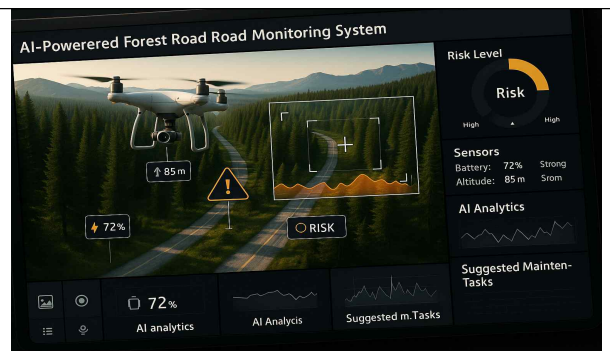 AI-Powerered Forest Road Road Monitoring System
85 m
72%
RISK
Risk Level
Risk
High
High
Sensors
Battery: 72% Strong
Altitude: 85 m Srom
AI Analytics
Suggested Mainten-
Tasks
72%
AI analytics
AI Analycis
Suggested m.Tasks